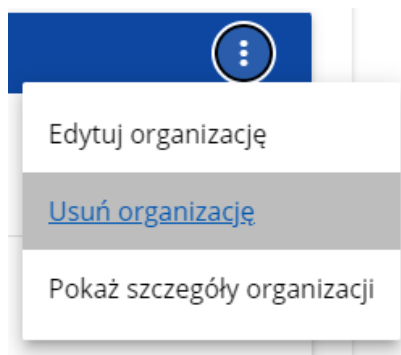 Edytuj organizację
Usuń organizację
Pokaż szczegóły organizacji